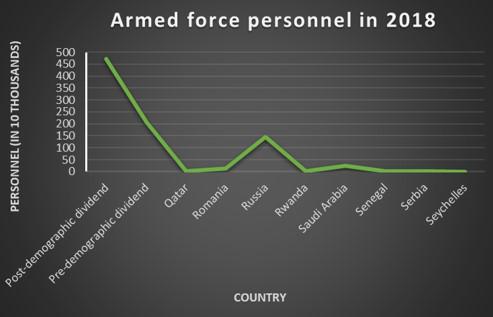 Armed force personnel in 2018
PERSONNEL (IN 10 THOUSANDS)
500
450
400
350
300
250
200
150
100
50
0
Post-demographic dividend
Pre-demographic dividend
Qatar
Romania
Russia
Rwanda
Saudi Arabia
Senegal
Serbia
Seychelles
COUNTRY